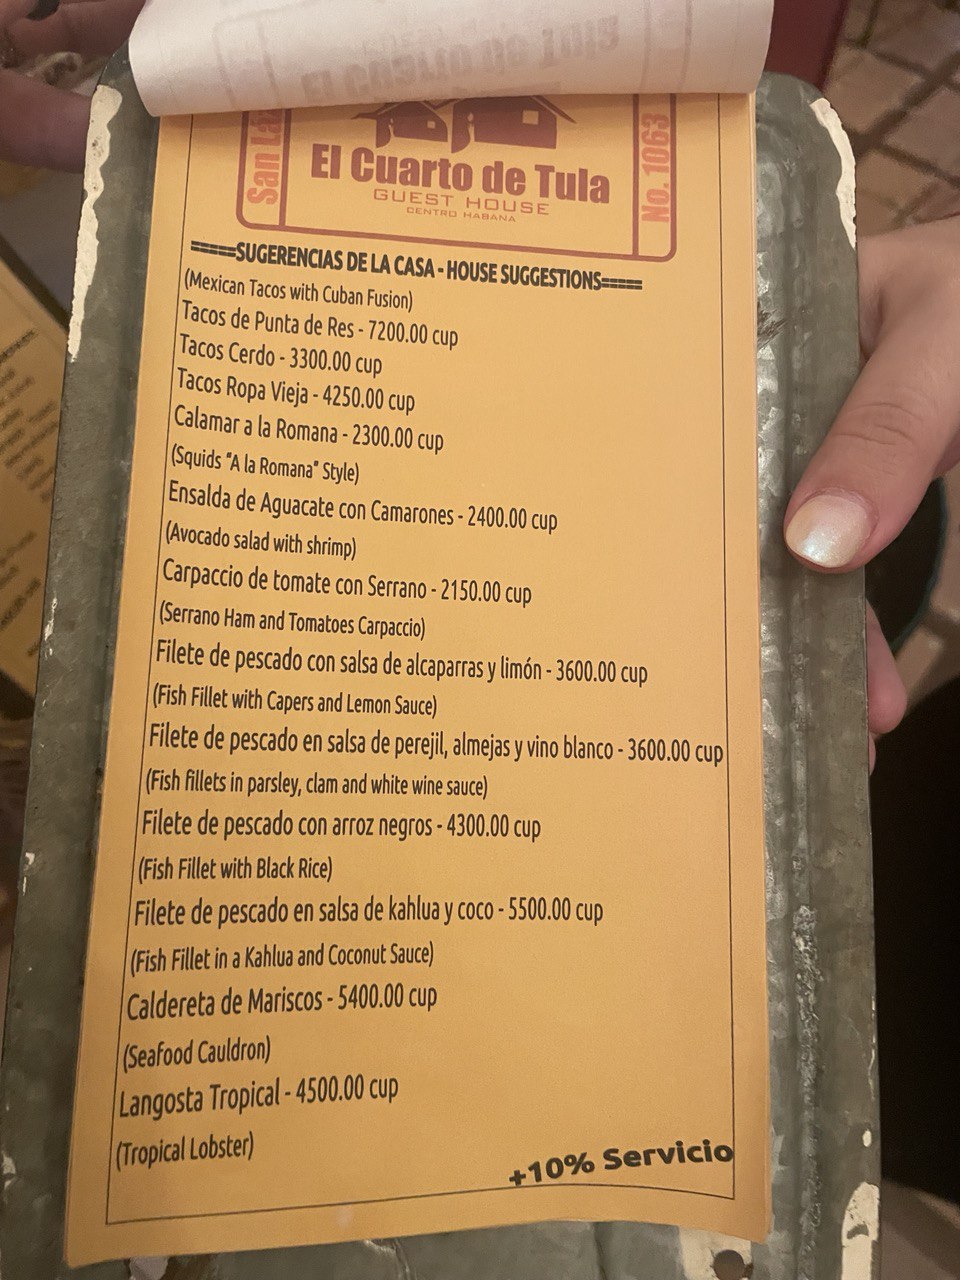 El Cuarto de Tula
San Láz
El Cuarto de Tula
No. 1063
GUEST HOUSE
CENTRO HABANA
=====SUGERENCIAS DE LA CASA - HOUSE SUGGESTIONS=====
(Mexican Tacos with Cuban Fusion)
Tacos de Punta de Res - 7200.00 cup
Tacos Cerdo - 3300.00 cup
Tacos Ropa Vieja - 4250.00 cup
Calamar a la Romana - 2300.00 cup
(Squids "A la Romana" Style)
Ensalda de Aguacate con Camarones - 2400.00 cup
(Avocado salad with shrimp)
Carpaccio de tomate con Serrano - 2150.00 cup
(Serrano Ham and Tomatoes Carpaccio)
Filete de pescado con salsa de alcaparras y limón - 3600.00 cup
(Fish Fillet with Capers and Lemon Sauce)
Filete de pescado en salsa de perejil, almejas y vino blanco - 3600.00 cup
(Fish fillets in parsley, clam and white wine sauce)
Filete de pescado con arroz negros - 4300.00 cup
(Fish Fillet with Black Rice)
Filete de pescado en salsa de kahlua y coco - 5500.00 cup
(Fish Fillet in a Kahlua and Coconut Sauce)
Caldereta de Mariscos - 5400.00 cup
(Seafood Cauldron)
Langosta Tropical - 4500.00 cup
(Tropical Lobster)
+10% Servicio